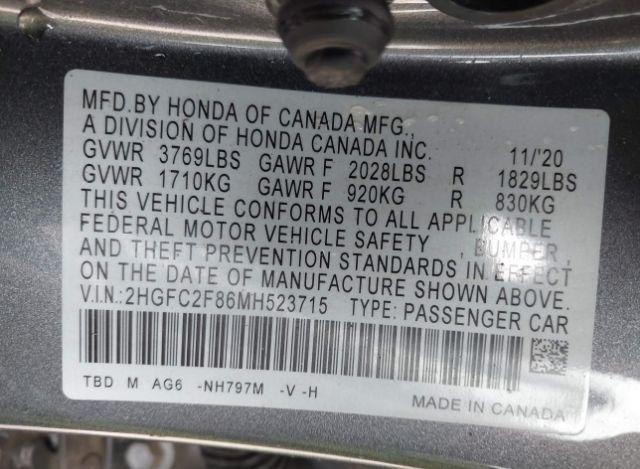 MFD.BY HONDA OF CANADA MFG.,
A DIVISION OF HONDA CANADA INC. 11/'20
GVWR 3769LBS GAWR F 2028LBS R 1829LBS
GVWR 1710KG GAWR F 920KG R 830KG
THIS VEHICLE CONFORMS TO ALL APPLICABLE
FEDERAL MOTOR VEHICLE SAFETY , BUMPER ,
AND THEFT PREVENTION STANDARDS IN EFFECT
ON THE DATE OF MANUFACTURE SHOWN ABOVE.
V.I.N.:2HGFC2F86MH523715 TYPE: PASSENGER CAR
TBD M AG6 -NH797M -V -H
MADE IN CANADA